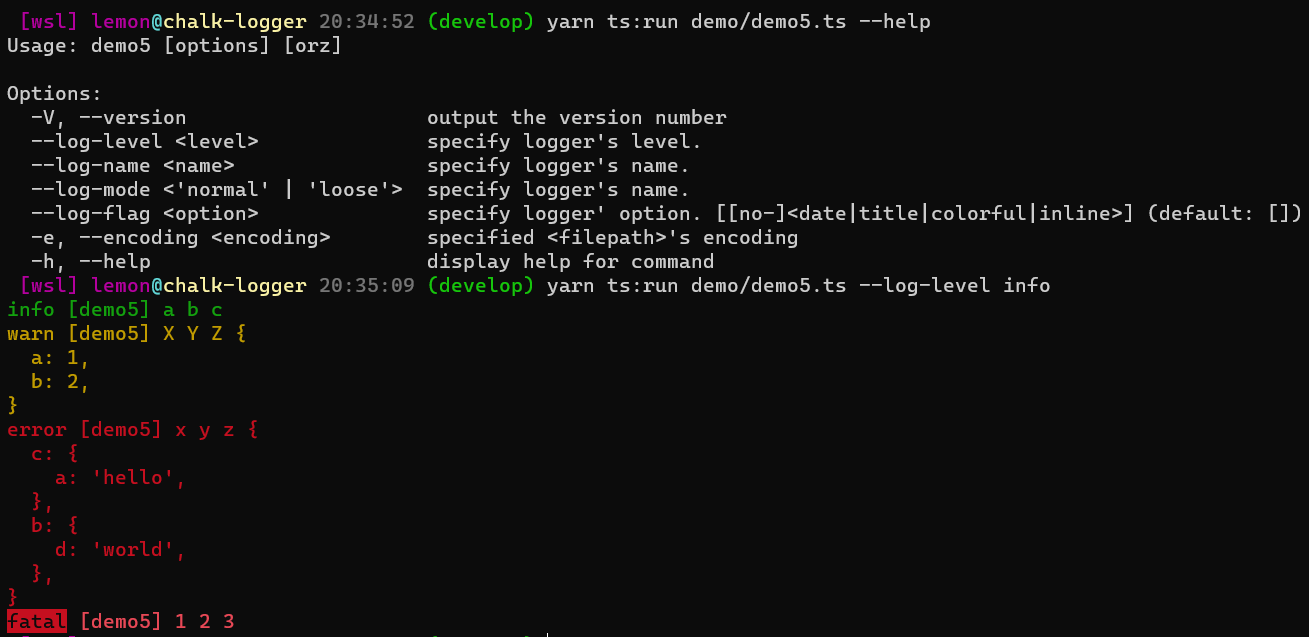 [wsl] lemon@chalk-logger 20:34:52 (develop) yarn ts:run demo/demo5.ts --help
Usage: demo5 [options] [orz]

Options:
  -V, --version                    output the version number
  --log-level <level>              specify logger's level.
  --log-name <name>                specify logger's name.
  --log-mode <'normal' | 'loose'>  specify logger's name.
  --log-flag <option>              specify logger' option. [[no-]<date|title|colorful|inline>] (default: [])
  -e, --encoding <encoding>        specified <filepath>'s encoding
  -h, --help                       display help for command
[wsl] lemon@chalk-logger 20:35:09 (develop) yarn ts:run demo/demo5.ts --log-level info
info [demo5] a b c
warn [demo5] X Y Z {
  a: 1,
  b: 2,
}
error [demo5] x y z {
  c: {
    a: 'hello',
  },
  b: {
    d: 'world',
  },
}
fatal [demo5] 1 2 3